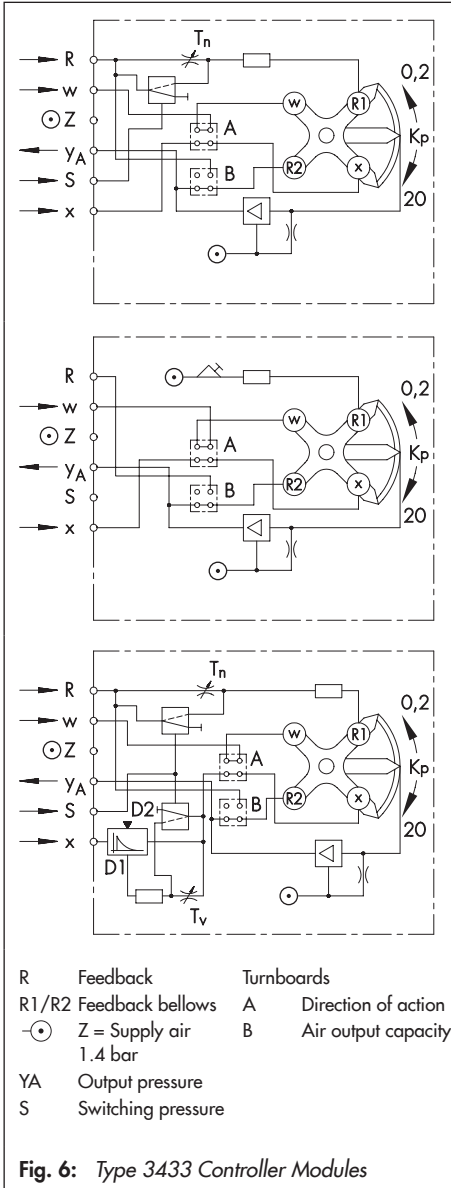 R
Tn
0,2
w
w
R1
Z
A
Kp
yA
S
B
R2
x
x
20
R
0,2
w
w
R1
Z
A
Kp
yA
S
B
R2
x
x
20
R
Tn
0,2
w
w
R1
Z
A
Kp
yA
S
D2
B
R2
x
x
20
D1
Tv
R Feedback Turnboards
R1/R2 Feedback bellows A Direction of action
Z = Supply air B Air output capacity
1.4 bar
YA Output pressure
S Switching pressure
Fig. 6: Type 3433 Controller Modules